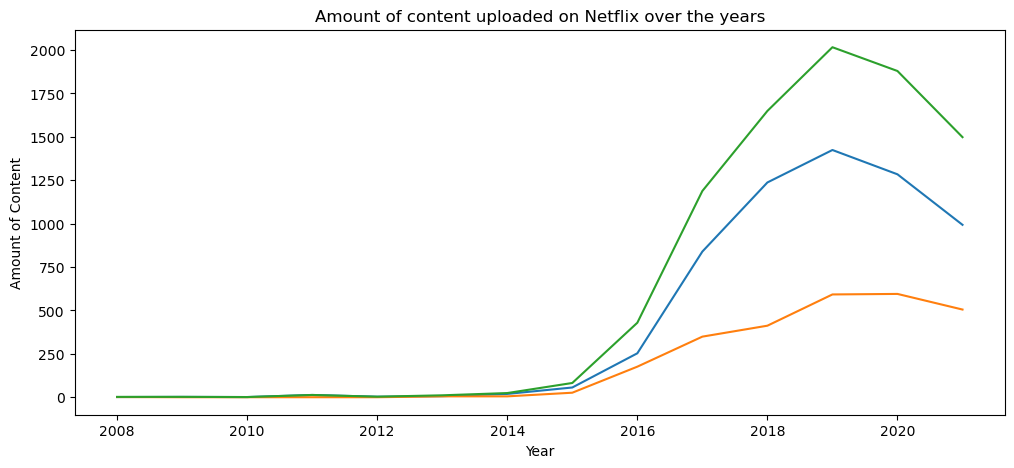 Amount of content uploaded on Netflix over the years
Amount of Content
2000
1750
1500
1250
1000
750
500
250
0
2008 2010 2012 2014 2016 2018 2020
Year